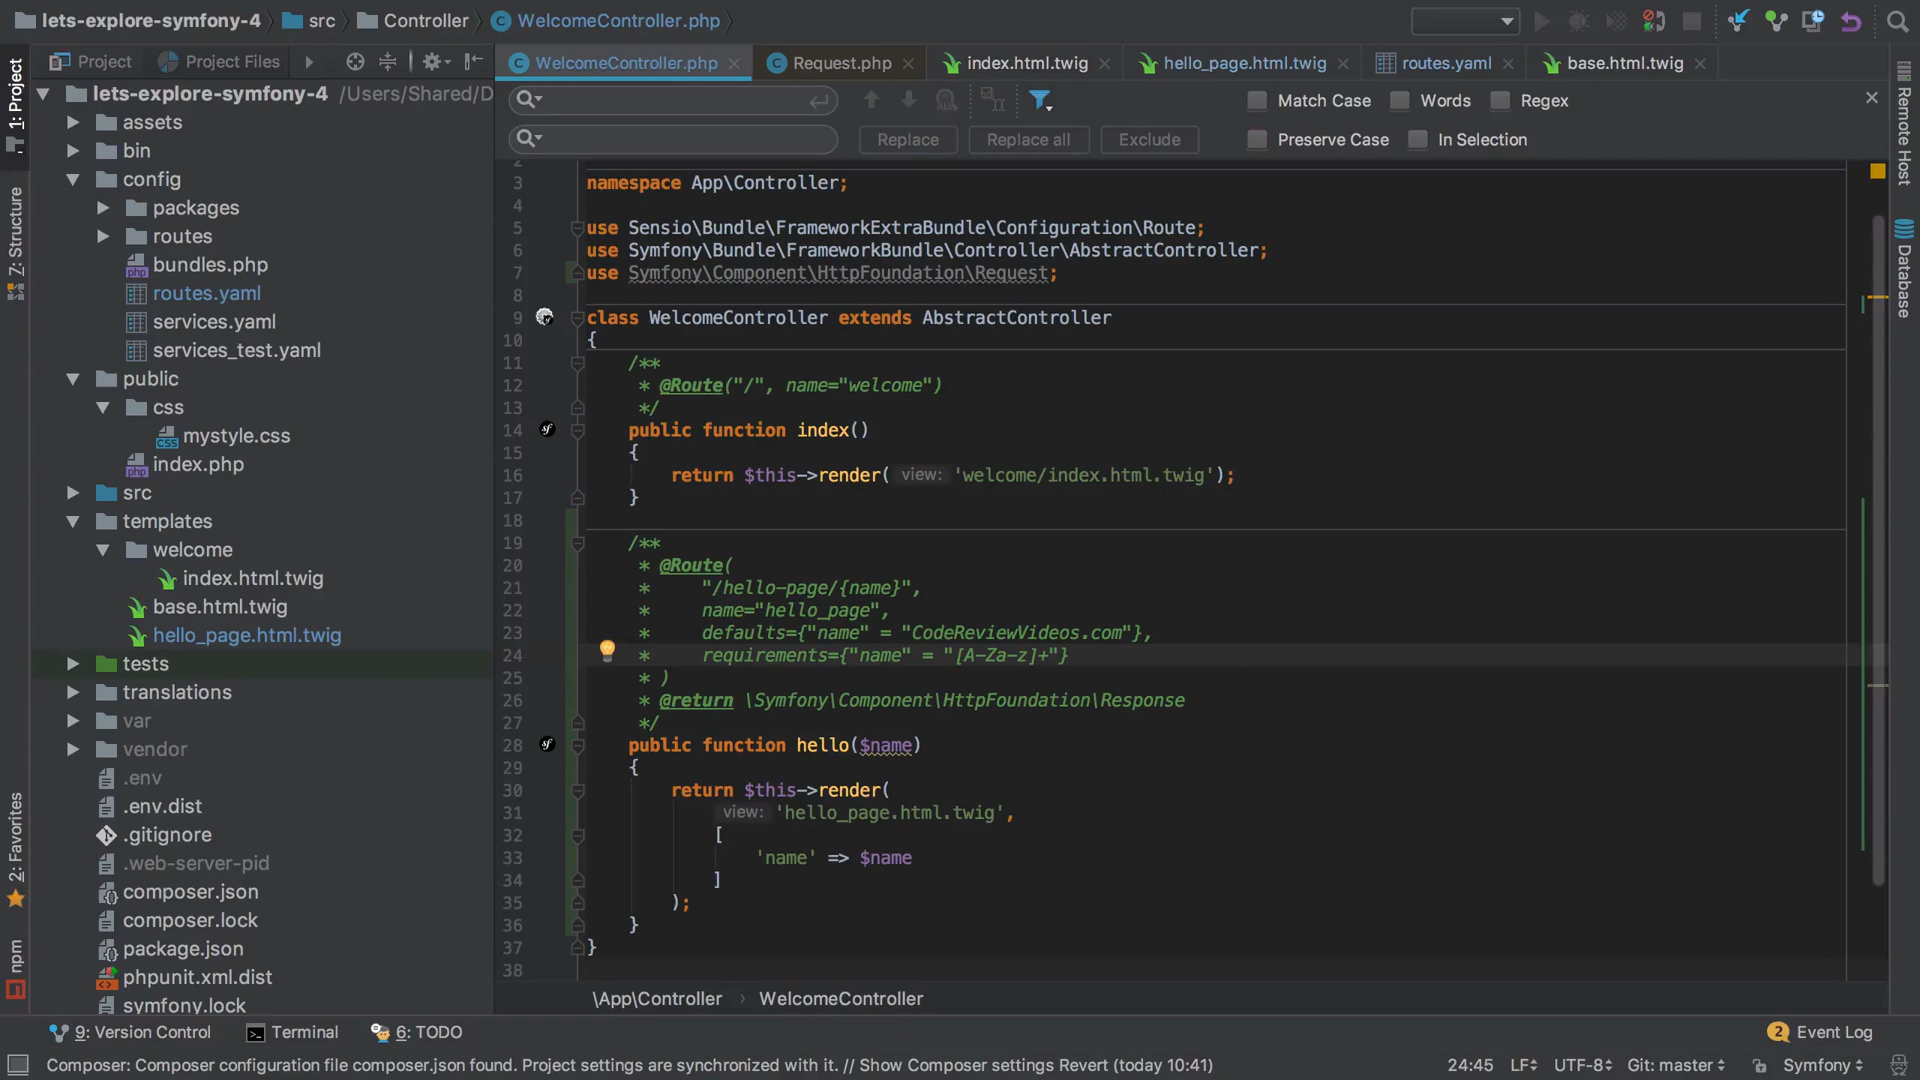 lets-explore-symfony-4 src Controller WelcomeController.php
1: Project
Z: Structure
2: Favorites
npm
Project Project Files
lets-explore-symfony-4 /Users/Shared/D
assets
bin
config
packages
routes
bundles.php
routes.yaml
services.yaml
services_test.yaml
public
css
mystyle.css
index.php
src
templates
welcome
index.html.twig
base.html.twig
hello_page.html.twig
tests
translations
var
vendor
.env
.env.dist
.gitignore
.web-server-pid
composer.json
composer.lock
package.json
phpunit.xml.dist
symfony.lock
WelcomeController.php Request.php index.html.twig hello_page.html.twig routes.yaml base.html.twig
Match Case Words Regex
Replace Replace all Exclude Preserve Case In Selection
2
3 namespace App\Controller;
4
5 use Sensio\Bundle\FrameworkExtraBundle\Configuration\Route;
6 use Symfony\Bundle\FrameworkBundle\Controller\AbstractController;
7 use Symfony\Component\HttpFoundation\Request;
8
9 class WelcomeController extends AbstractController
10 {
11 /**
12 * @Route("/", name="welcome")
13 */
14 public function index()
15 {
16 return $this->render( view: 'welcome/index.html.twig');
17 }
18
19 /**
20 * @Route(
21 * "/hello-page/{name}",
22 * name="hello_page",
23 * defaults={"name" = "CodeReviewVideos.com"},
24 * requirements={"name" = "[A-Za-z]+"}
25 * )
26 * @return \Symfony\Component\HttpFoundation\Response
27 */
28 public function hello($name)
29 {
30 return $this->render(
31 view: 'hello_page.html.twig',
32 [
33 'name' => $name
34 ]
35 );
36 }
37 }
38
\App\Controller › WelcomeController
Remote Host
Database
9: Version Control Terminal 6: TODO 2 Event Log
Composer: Composer configuration file composer.json found. Project settings are synchronized with it. // Show Composer settings Revert (today 10:41) 24:45 LF UTF-8 Git: master Symfony